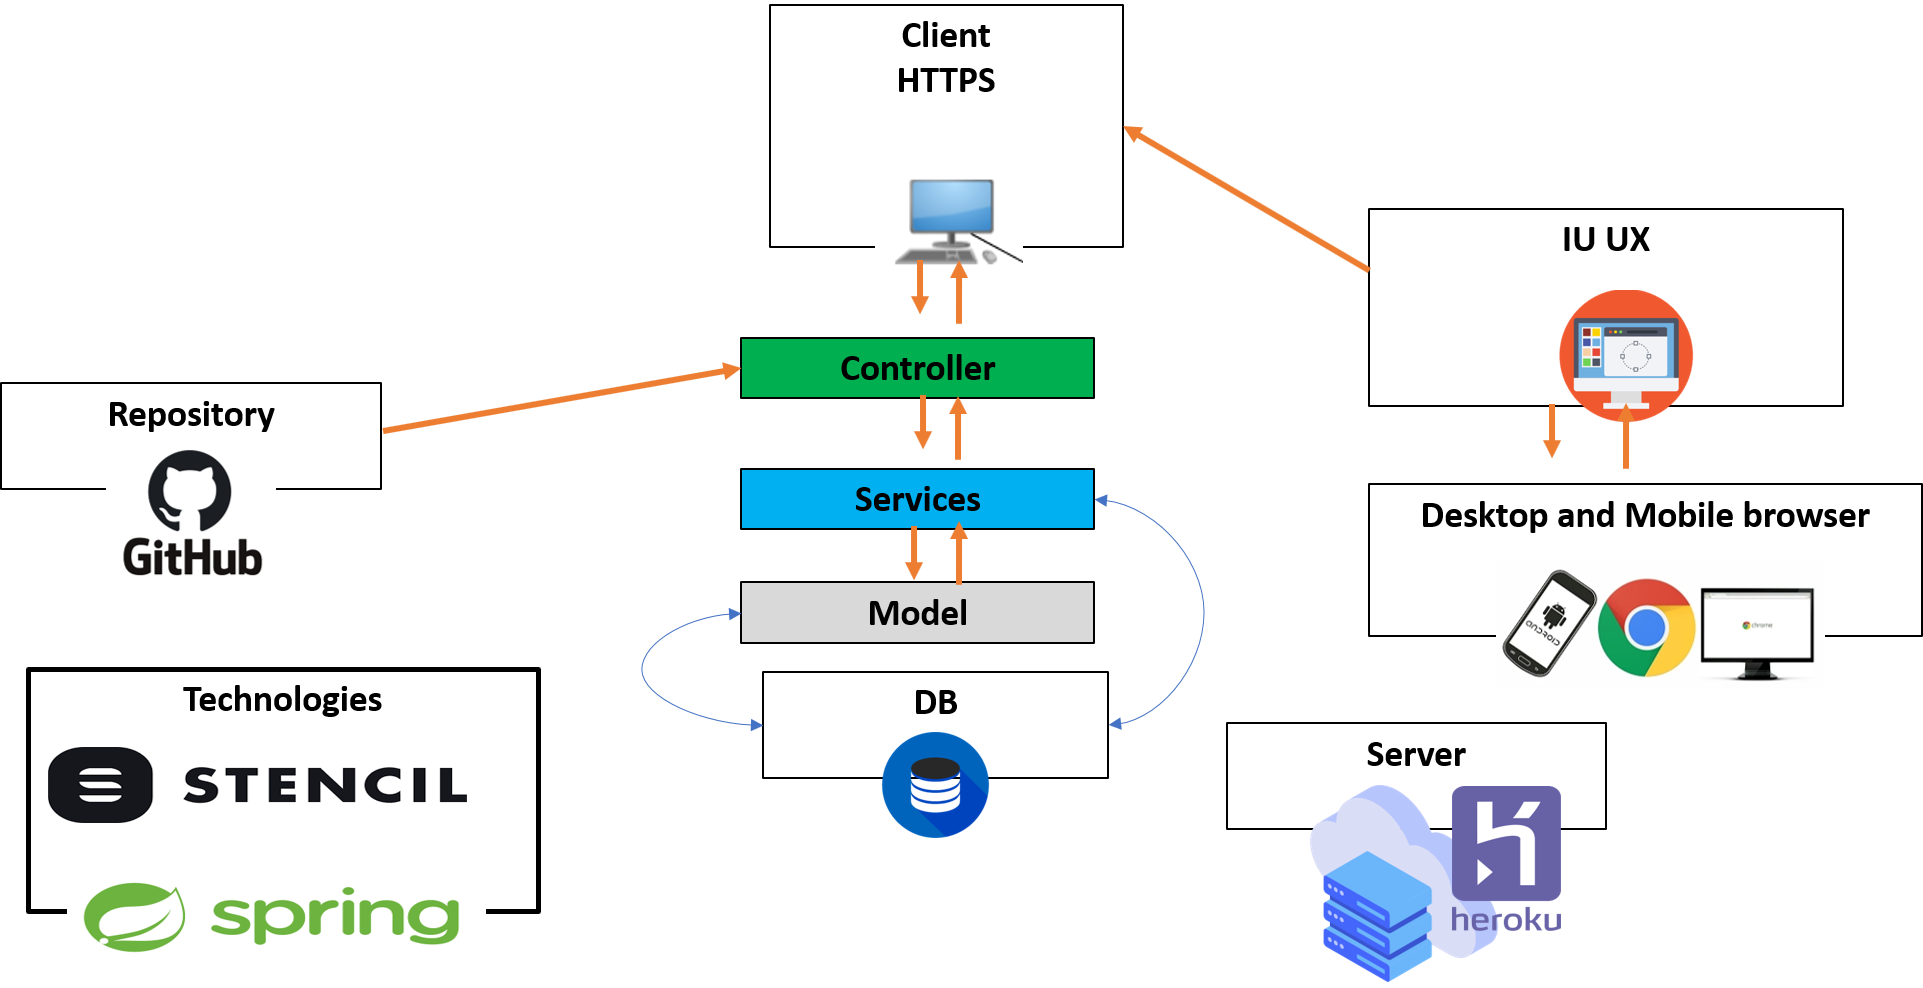 Client
HTTPS
IU UX
Controller
Repository
GitHub
Services
Desktop and Mobile browser
ANDROID
chrome
Model
Technologies
STENCIL
spring
DB
Server
heroku